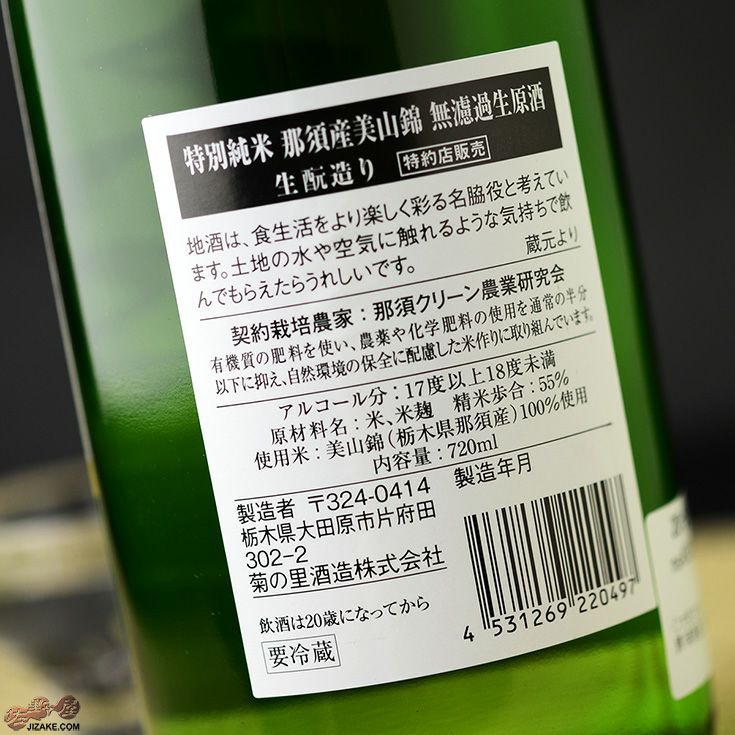 特別純米 那須産美山錦 無濾過生原酒
生酛造り 特約店販売
地酒は、食生活をより楽しく彩る名脇役と考えてい
ます。土地の水や空気に触れるような気持ちで飲
んでもらえたらうれしいです。
蔵元より
契約栽培農家：那須クリーン農業研究会
有機質の肥料を使い、農薬や化学肥料の使用を通常の半分
以下に抑え、自然環境の保全に配慮した米作りに取り組んでいます。
アルコール分：17度以上18度未満
原材料名：米、米麹 精米歩合：55%
使用米：美山錦（栃木県那須産）100%使用
内容量：720ml
製造年月
製造者 〒324-0414
栃木県大田原市片府田
302-2
菊の里酒造株式会社
飲酒は20歳になってから
要冷蔵
4 531269 220497
JIZAKE.COM